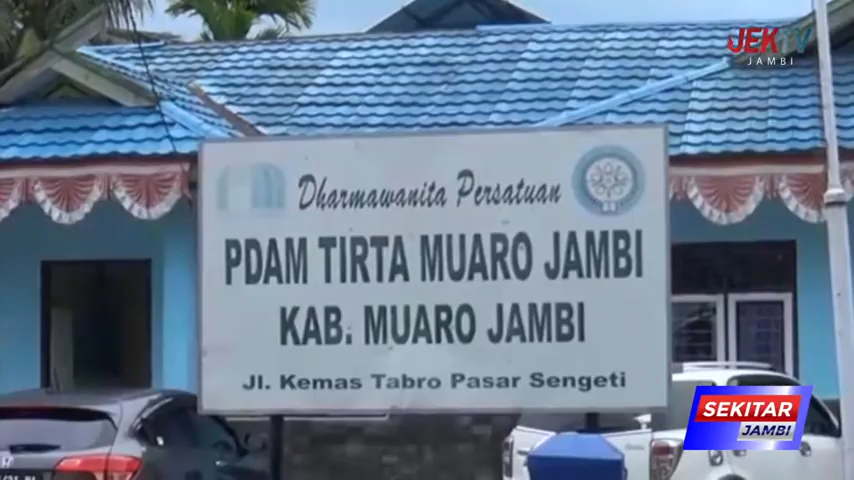 JEKTV
JAMBI
Dharmawanita Persatuan
PDAM TIRTA MUARO JAMBI
KAB. MUARO JAMBI
Jl. Kemas Tabro Pasar Sengeti
SEKITAR
JAMBI